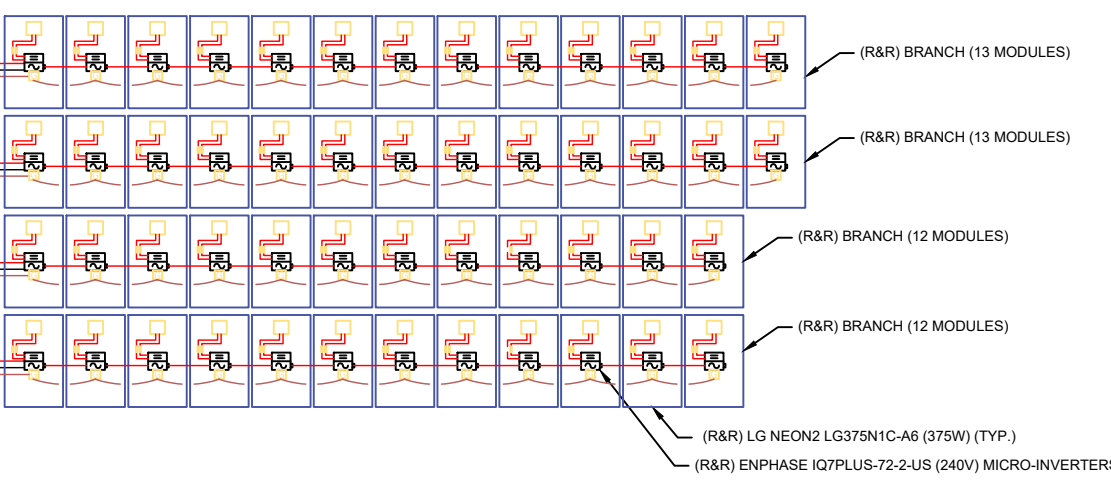 (R&R) BRANCH (13 MODULES)
(R&R) BRANCH (13 MODULES)
(R&R) BRANCH (12 MODULES)
(R&R) BRANCH (12 MODULES)
(R&R) LG NEON2 LG375N1C-A6 (375W) (TYP.)
(R&R) ENPHASE IQ7PLUS-72-2-US (240V) MICRO-INVERTERS